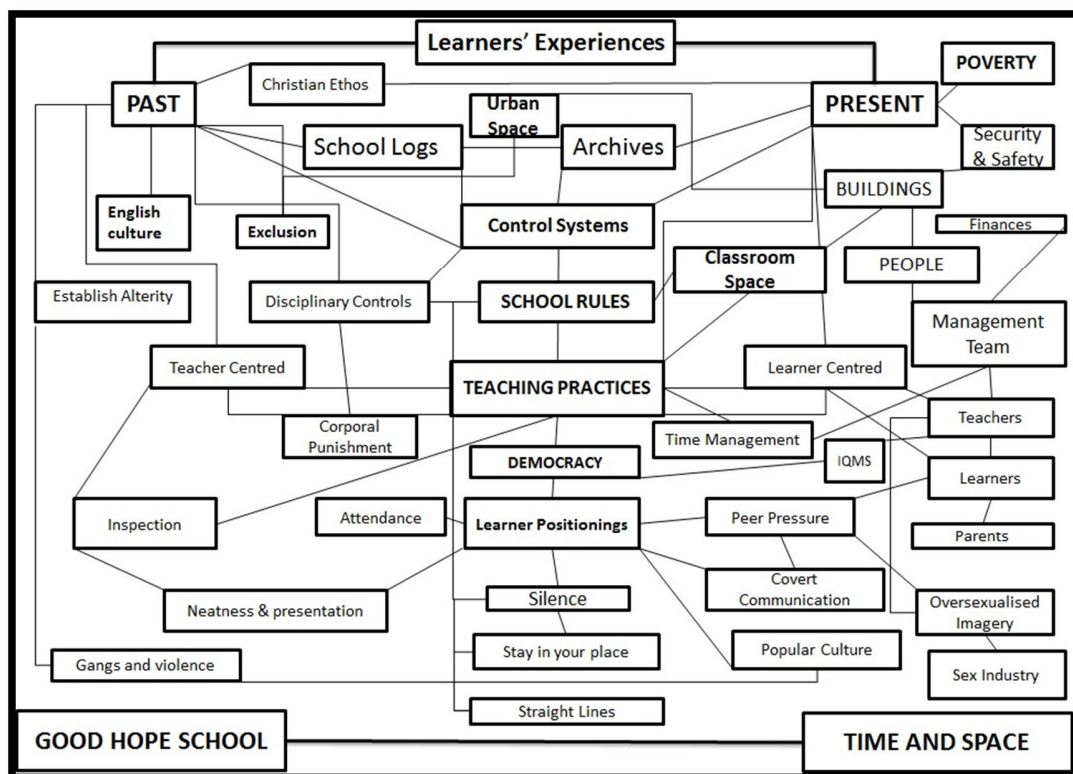 Learners' Experiences
POVERTY
Christian Ethos
PAST
PRESENT
Urban
Space
School Logs
Archives
Security
& Safety
BUILDINGS
English
culture
Exclusion
Control Systems
Finances
Classroom
Space
PEOPLE
Establish Alterity
Disciplinary Controls
SCHOOL RULES
Management
Team
Teacher Centred
Learner Centred
TEACHING PRACTICES
Teachers
Corporal
Punishment
Time Management
DEMOCRACY
IQMS
Learners
Inspection
Attendance
Learner Positionings
Peer Pressure
Parents
Neatness & presentation
Silence
Covert
Communication
Oversexualised
Imagery
Gangs and violence
Stay in your place
Popular Culture
Sex Industry
Straight Lines
GOOD HOPE SCHOOL
TIME AND SPACE